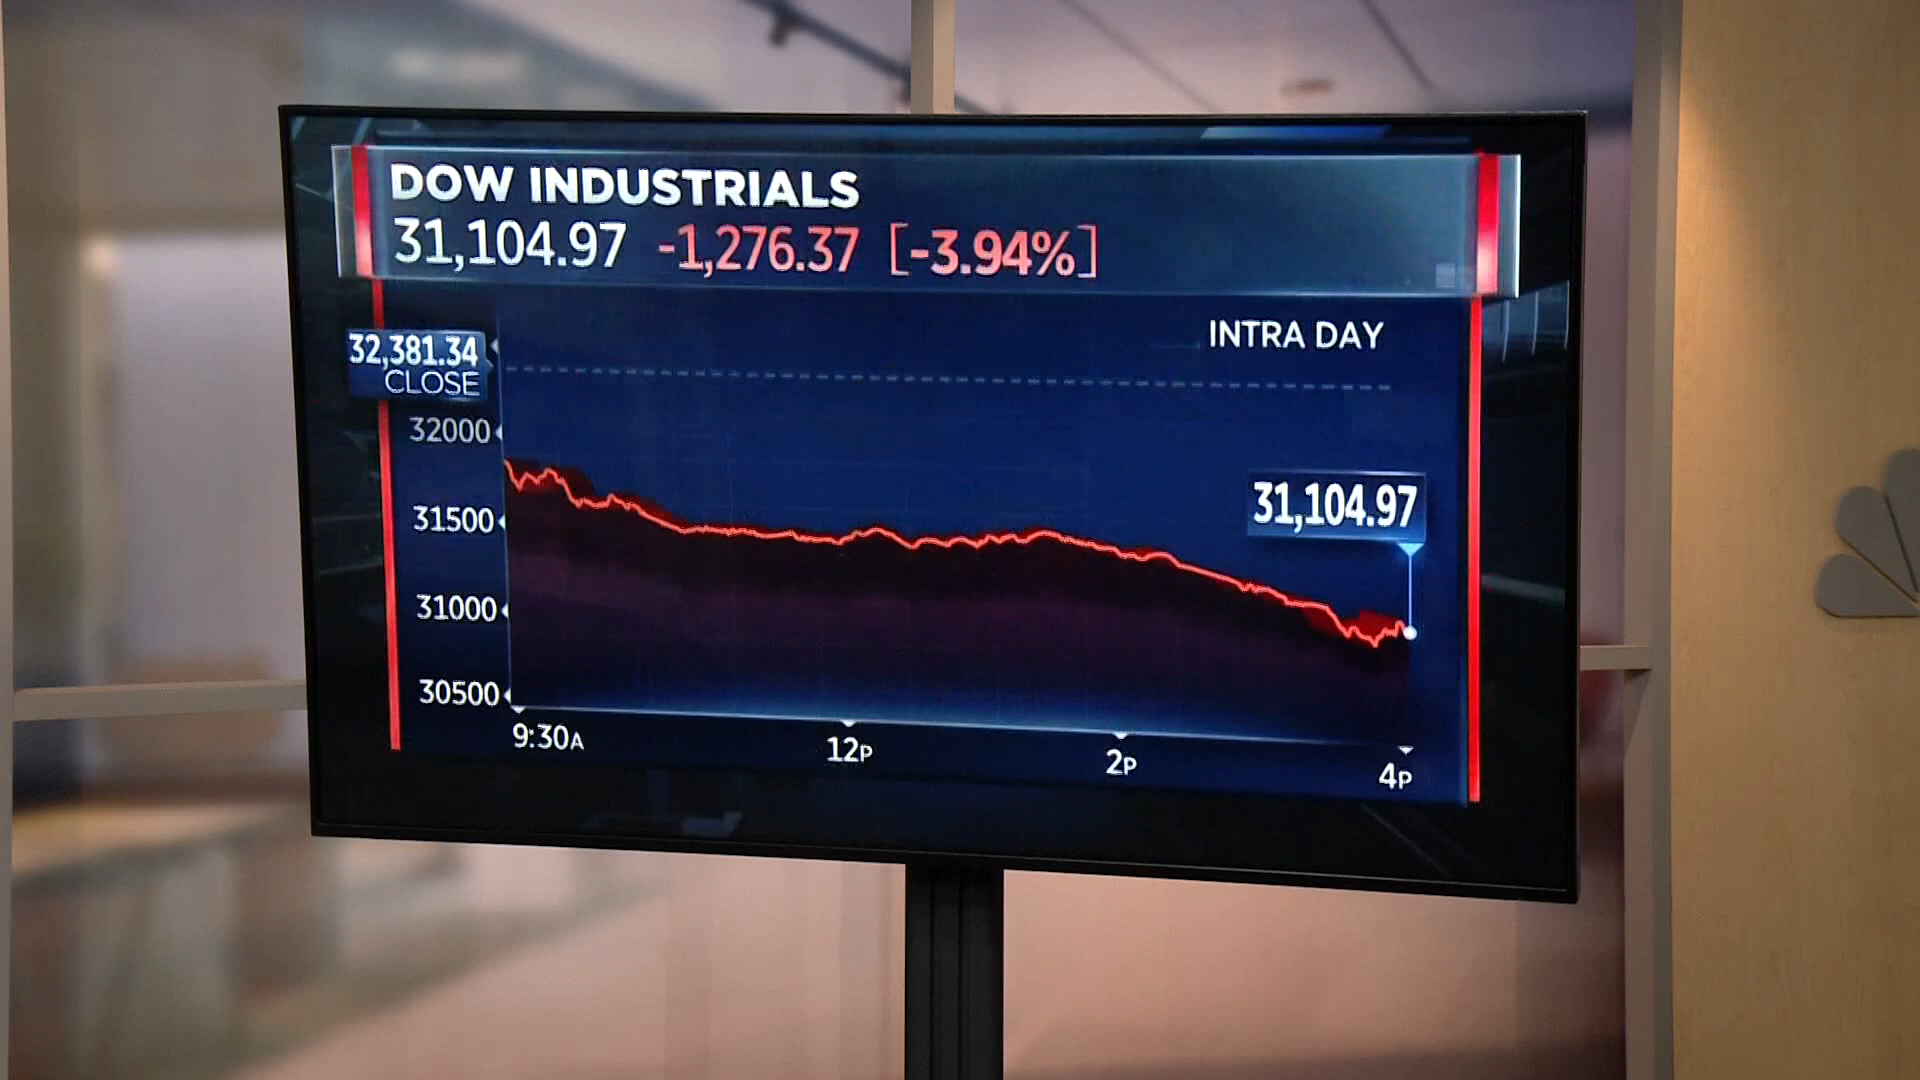 DOW INDUSTRIALS
31,104.97 -1,276.37 [-3.94%]
INTRA DAY
32,381.34
CLOSE
32000
31500
31,104.97
31000
30500
9:30A 12P 2P 4P